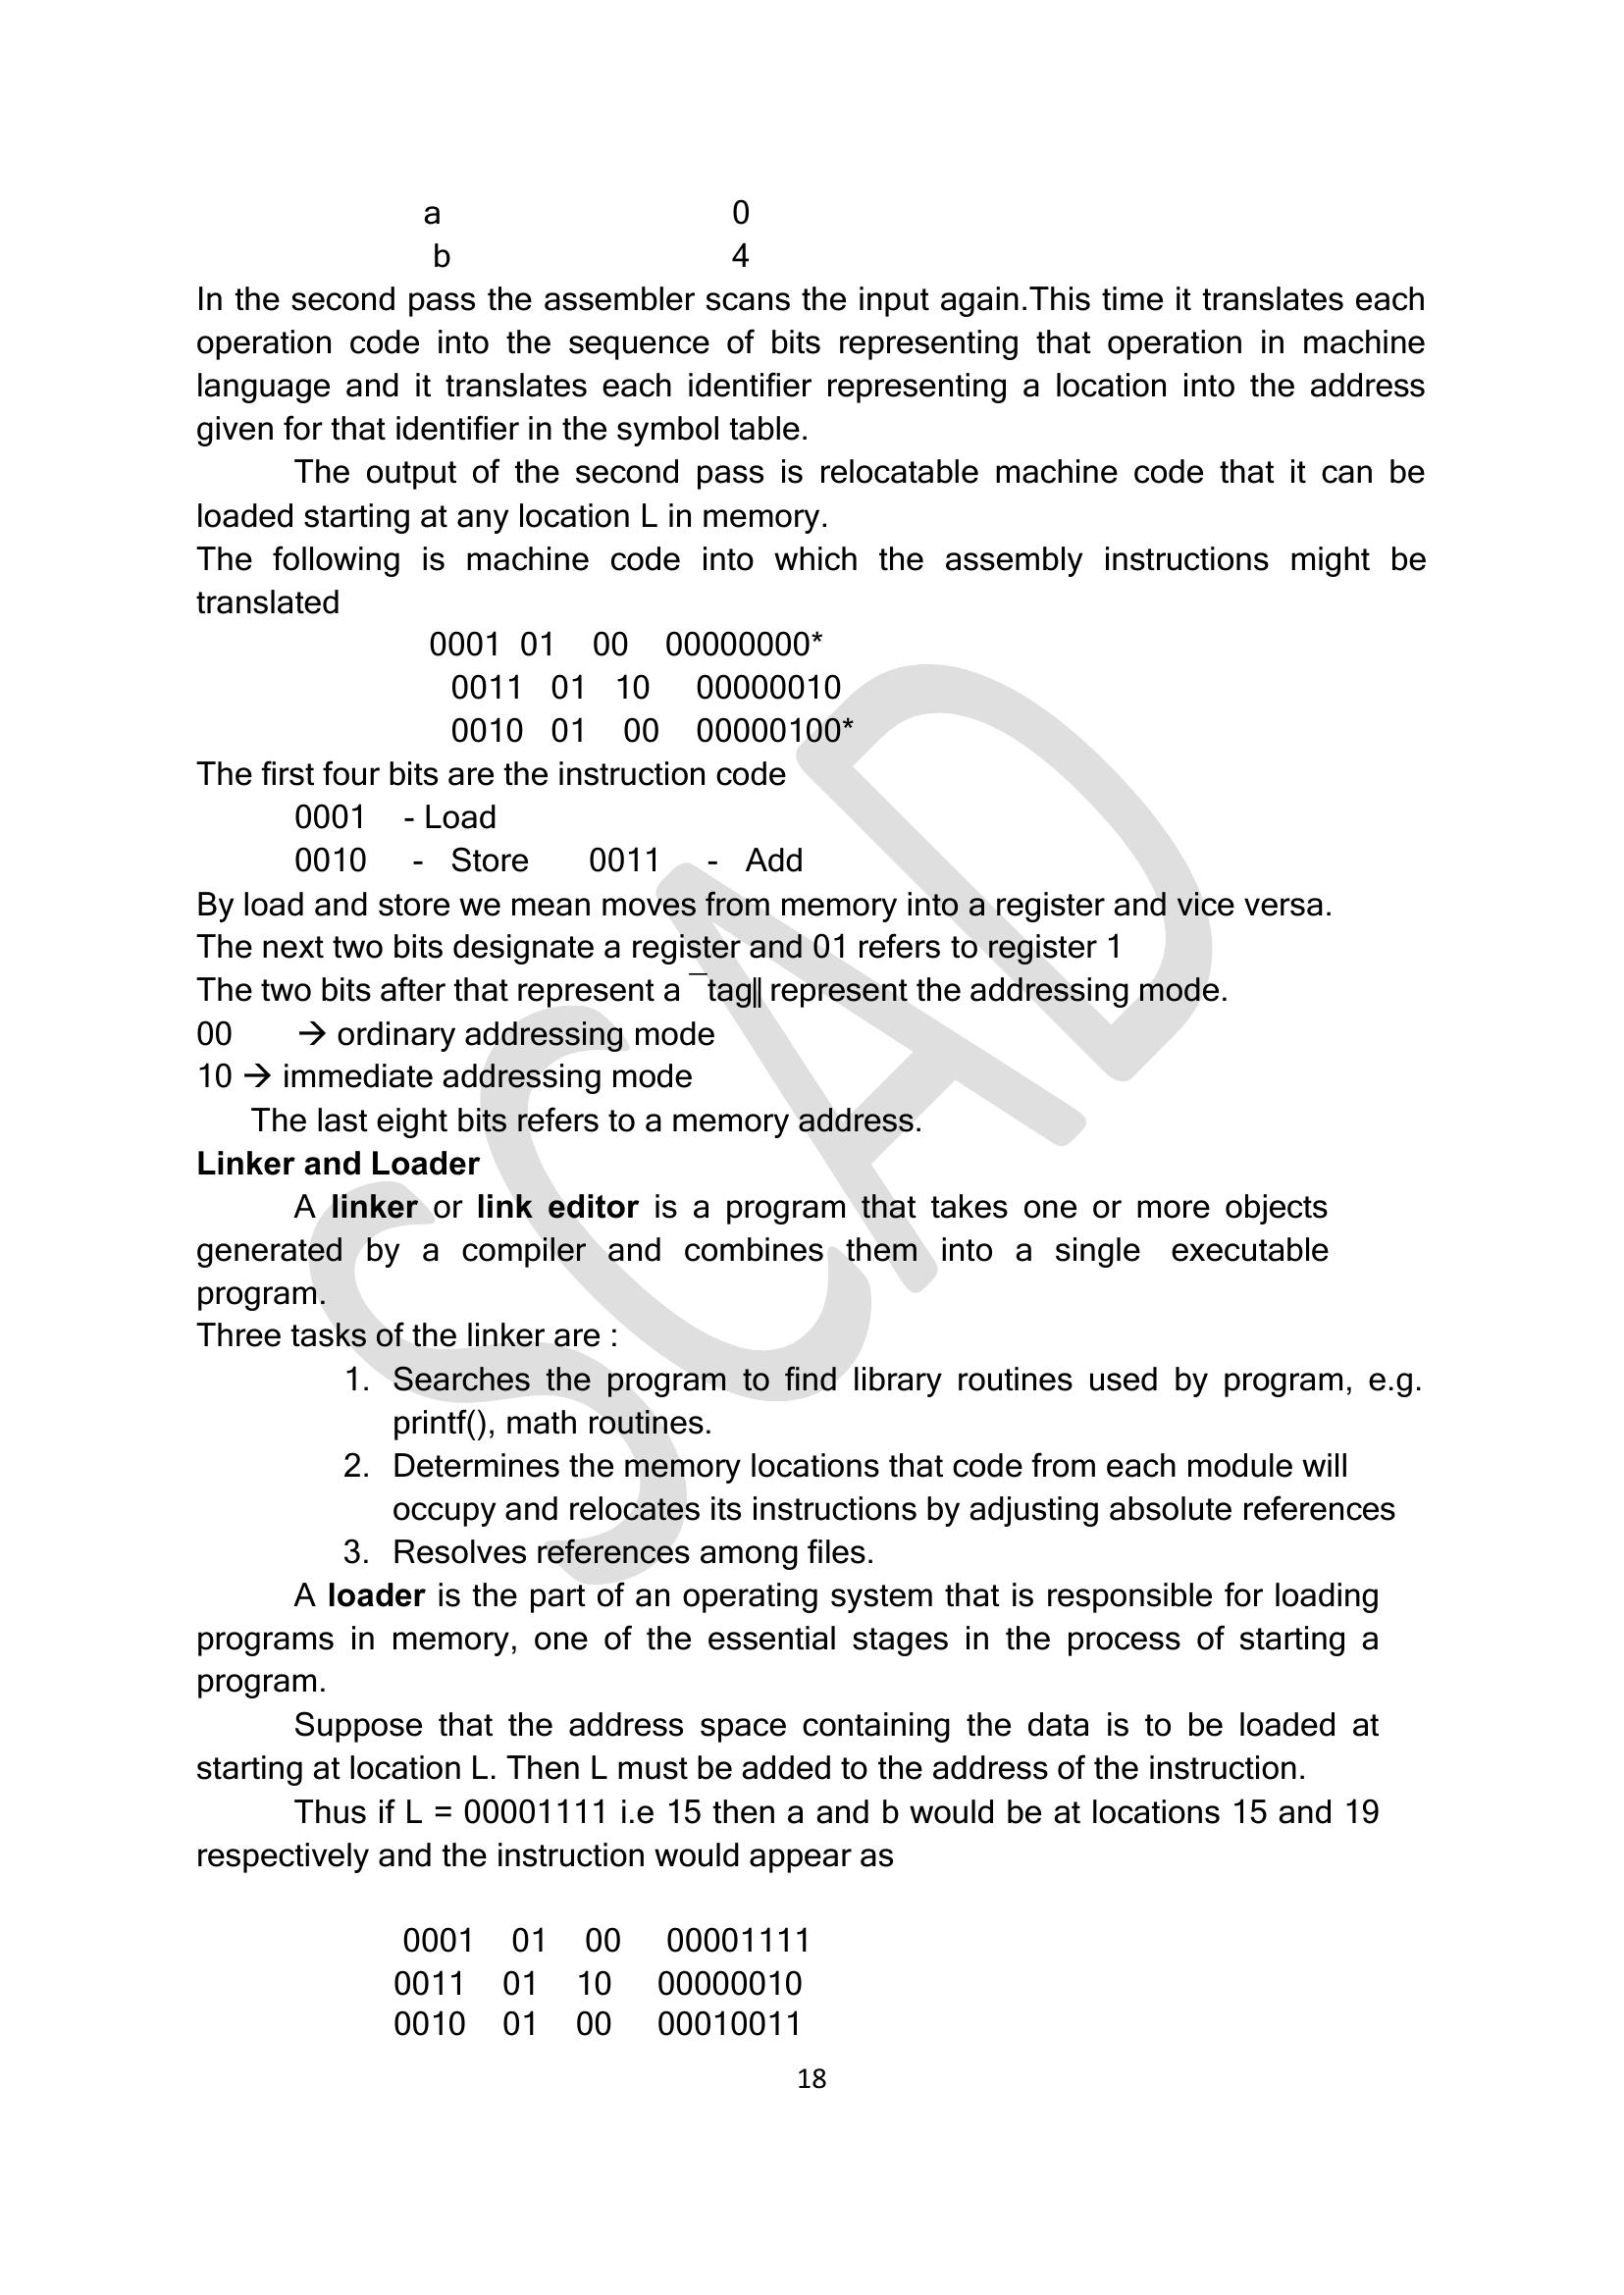 a 0
b 4
In the second pass the assembler scans the input again.This time it translates each
operation code into the sequence of bits representing that operation in machine
language and it translates each identifier representing a location into the address
given for that identifier in the symbol table.
The output of the second pass is relocatable machine code that it can be
loaded starting at any location L in memory.
The following is machine code into which the assembly instructions might be
translated
0001 01 00 00000000*
0011 01 10 00000010
0010 01 00 00000100*
The first four bits are the instruction code
0001 - Load
0010 - Store 0011 - Add
By load and store we mean moves from memory into a register and vice versa.
The next two bits designate a register and 01 refers to register 1
The two bits after that represent a ―tag‖ represent the addressing mode.
00 → ordinary addressing mode
10 → immediate addressing mode
The last eight bits refers to a memory address.
Linker and Loader
A linker or link editor is a program that takes one or more objects
generated by a compiler and combines them into a single executable
program.
Three tasks of the linker are :
1. Searches the program to find library routines used by program, e.g.
printf(), math routines.
2. Determines the memory locations that code from each module will
occupy and relocates its instructions by adjusting absolute references
3. Resolves references among files.
A loader is the part of an operating system that is responsible for loading
programs in memory, one of the essential stages in the process of starting a
program.
Suppose that the address space containing the data is to be loaded at
starting at location L. Then L must be added to the address of the instruction.
Thus if L = 00001111 i.e 15 then a and b would be at locations 15 and 19
respectively and the instruction would appear as
0001 01 00 00001111
0011 01 10 00000010
0010 01 00 00010011
18
SCAD